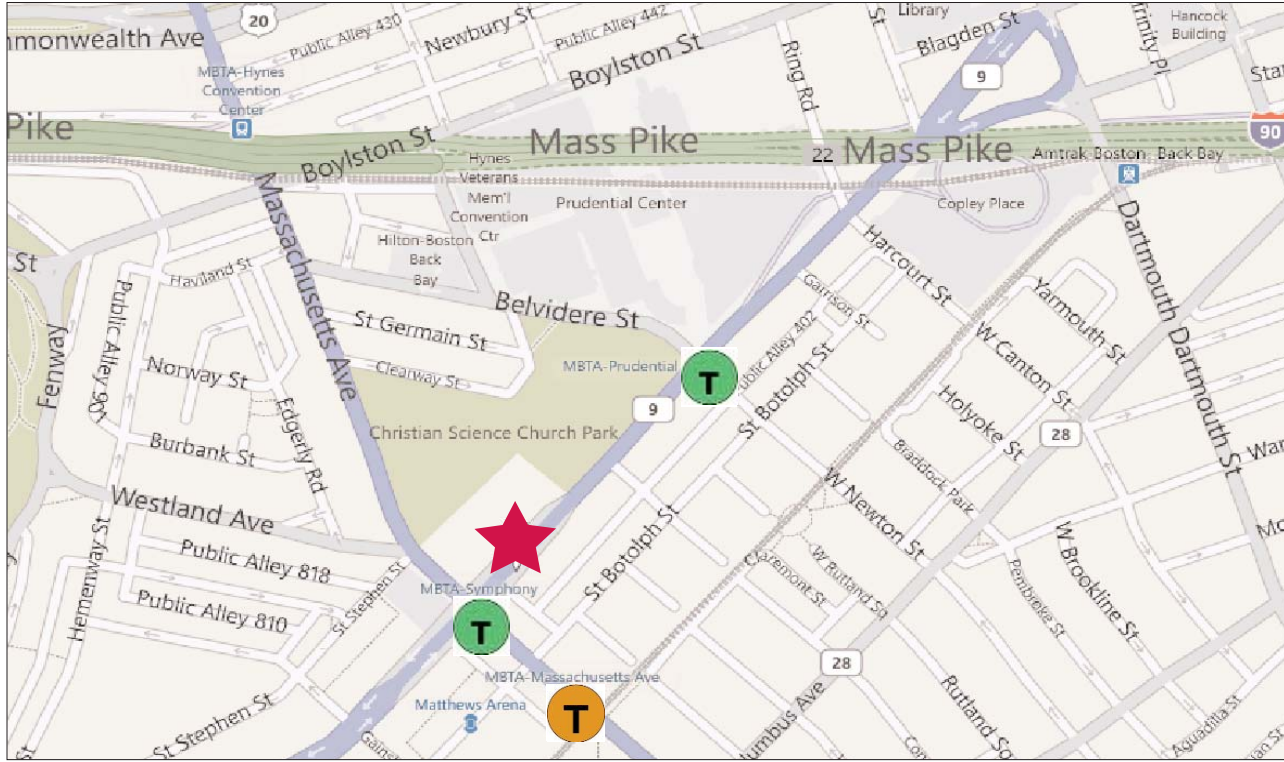 20
Public Alley 430
Newbury St
Public Alley 442
Boylston St
Library
Blagden St
Hancock
Building
MBTA-Hynes
Convention
Center
Ring Rd
9
Pike
Boylston St
Mass Pike
22
Mass Pike
90
Amtrak Boston
Back Bay
Hynes
Veterans
Mem'l
Convention
Ctr
Prudential Center
Copley Place
Massachusetts Ave
Hilton-Boston
Back
Bay
Haviland St
St
Public Alley 901
Harcourt St
Dartmouth
Dartmouth St
Belvidere St
Garrison St
Yarmouth St
St Germain St
Clearway St
MBTA-Prudential
T
Public Alley 402
W Canton St
Fenway
Norway St
Edgerly Rd
9
St Botolph St
Holyoke St
28
Christian Science Church Park
Burbank St
Braddock Park
Westland Ave
W Newton St
Hemenway St
Public Alley 818
St Botolph St
Claremont St
W Rutland Sq
W Brookline St
Pembroke St
MBTA-Symphony
T
Public Alley 810
St Stephen St
MBTA-Massachusetts Ave
T
28
Matthews Arena
St Stephen St
Rutland Sq
Aguadilla St